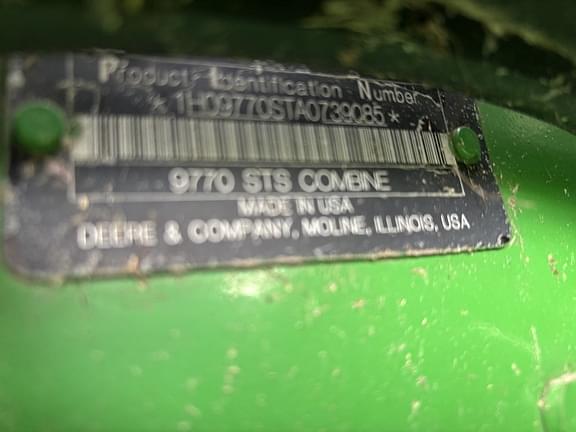 Product Identification Number
* 1H09770STA0739085 *
9770 STS COMBINE
MADE IN USA
DEERE & COMPANY, MOLINE, ILLINOIS, USA